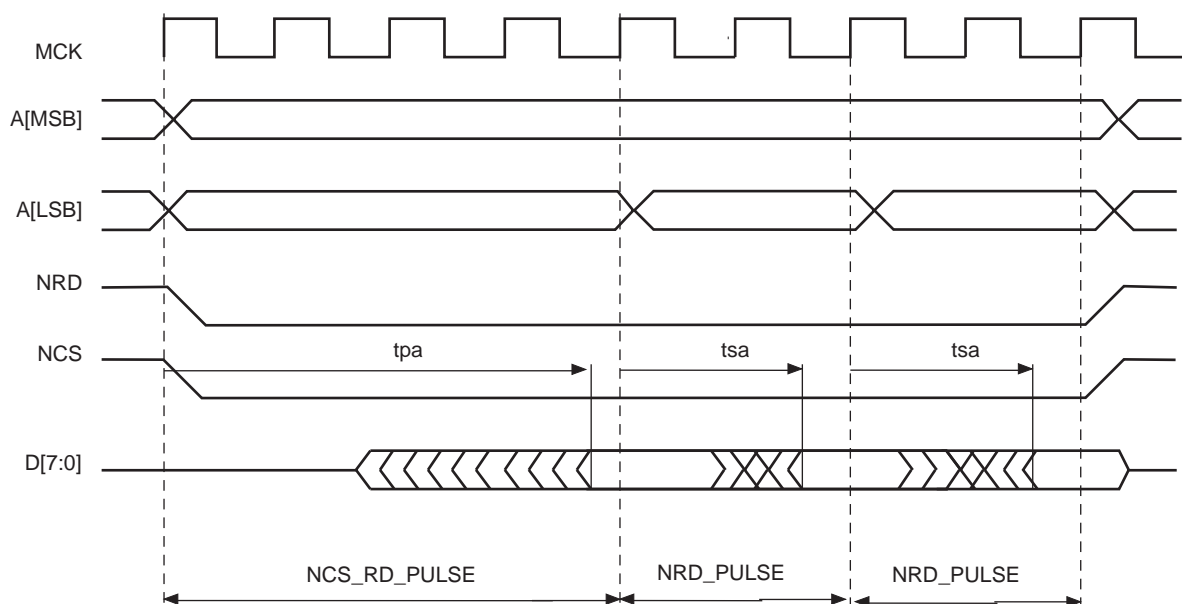 MCK
A[MSB]
A[LSB]
NRD
NCS
tpa
tsa
tsa
D[7:0]
NCS_RD_PULSE
NRD_PULSE
NRD_PULSE